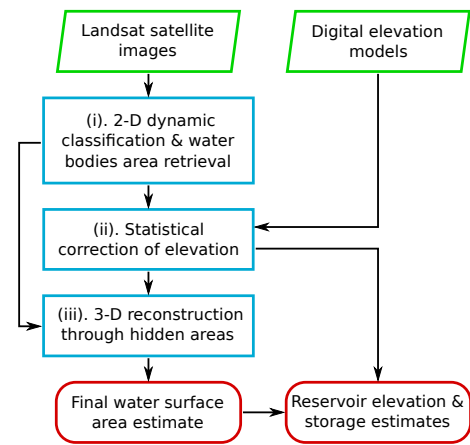 Landsat satellite
images
Digital elevation
models
(i). 2-D dynamic
classification & water
bodies area retrieval
(ii). Statistical
correction of elevation
(iii). 3-D reconstruction
through hidden areas
Final water surface
area estimate
Reservoir elevation &
storage estimates